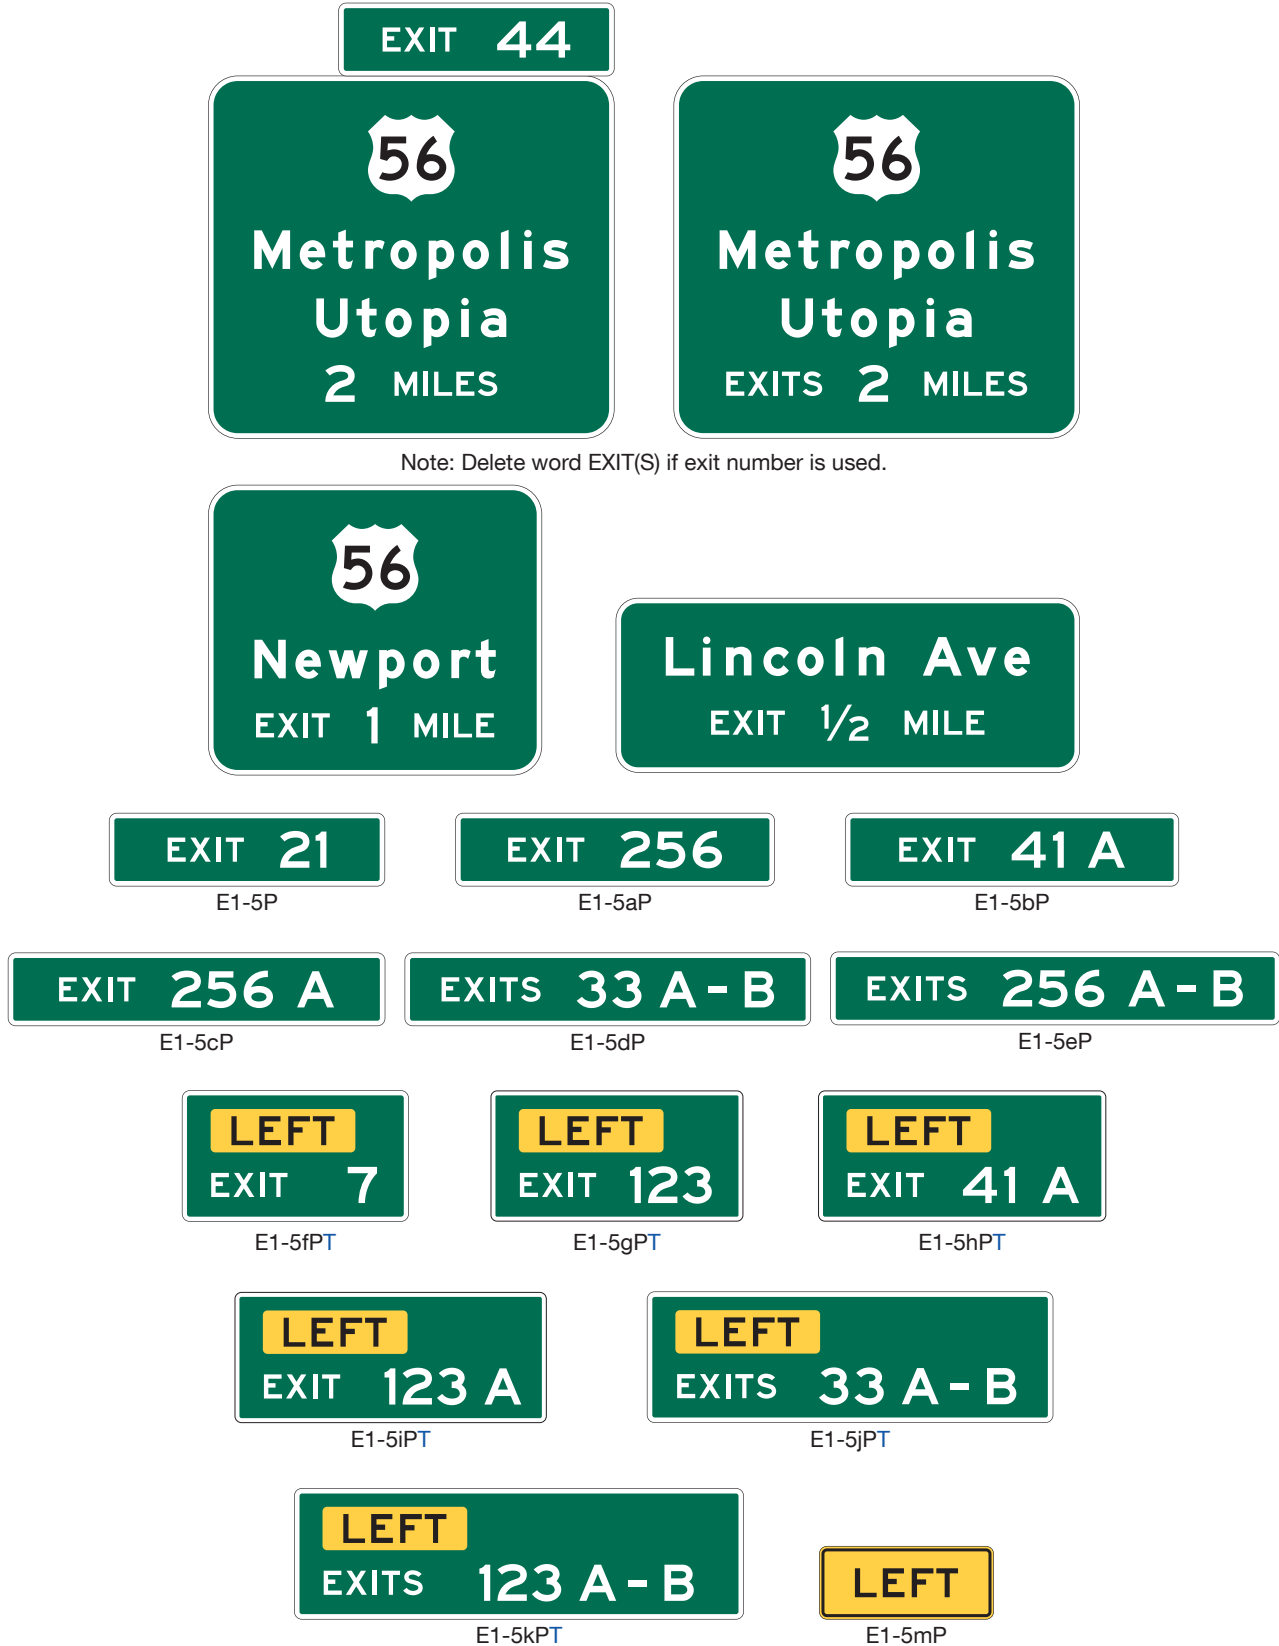 EXIT 44
56
Metropolis
Utopia
2 MILES
56
Metropolis
Utopia
EXITS 2 MILES
Note: Delete word EXIT(S) if exit number is used.
56
Newport
EXIT 1 MILE
Lincoln Ave
EXIT 1/2 MILE
EXIT 21
E1-5P
EXIT 256
E1-5aP
EXIT 41 A
E1-5bP
EXIT 256 A
E1-5cP
EXITS 33 A - B
E1-5dP
EXITS 256 A - B
E1-5eP
LEFT
EXIT 7
E1-5fPT
LEFT
EXIT 123
E1-5gPT
LEFT
EXIT 41 A
E1-5hPT
LEFT
EXIT 123 A
E1-5iPT
LEFT
EXITS 33 A - B
E1-5jPT
LEFT
EXITS 123 A - B
E1-5kPT
LEFT
E1-5mP